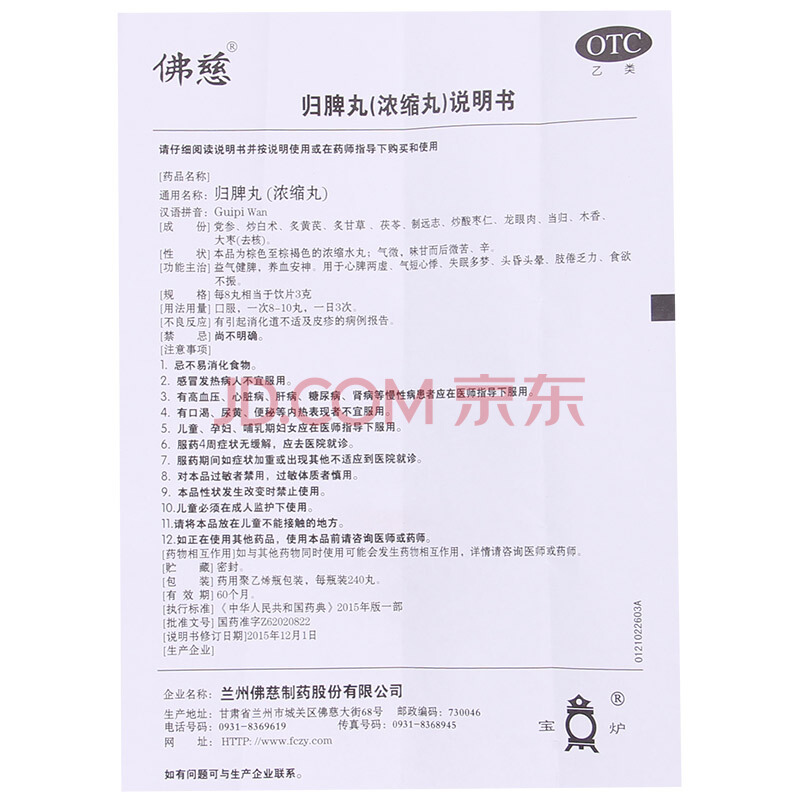 佛慈®
OTC
乙类
归脾丸(浓缩丸)说明书
请仔细阅读说明书并按说明使用或在药师指导下购买和使用
[药品名称]
通用名称：归脾丸(浓缩丸)
汉语拼音：Guipi Wan
[成　份] 党参、炒白术、炙黄芪、炙甘草、茯苓、制远志、炒酸枣仁、龙眼肉、当归、木香、
大枣(去核)。
[性　状] 本品为棕色至棕褐色的浓缩水丸；气微，味甘而后微苦、辛。
[功能主治] 益气健脾，养血安神。用于心脾两虚、气短心悸、失眠多梦、头昏头晕、肢倦乏力、食欲
不振。
[规　格] 每8丸相当于饮片3克
[用法用量] 口服，一次8-10丸，一日3次。
[不良反应] 有引起消化道不适及皮疹的病例报告。
[禁　忌] 尚不明确。
[注意事项]
1. 忌不易消化食物。
2. 感冒发热病人不宜服用。
3. 有高血压、心脏病、肝病、糖尿病、肾病等慢性病患者应在医师指导下服用。
4. 有口渴、尿黄、便秘等内热表现者不宜服用。
5. 儿童、孕妇、哺乳期妇女应在医师指导下服用。
6. 服药4周症状无缓解，应去医院就诊。
7. 服药期间如症状加重或出现其他不适应到医院就诊。
8. 对本品过敏者禁用，过敏体质者慎用。
9. 本品性状发生改变时禁止使用。
10.儿童必须在成人监护下使用。
11.请将本品放在儿童不能接触的地方。
12.如正在使用其他药品，使用本品前请咨询医师或药师。
[药物相互作用]如与其他药物同时使用可能会发生药物相互作用，详情请咨询医师或药师。
[贮　藏] 密封。
[包　装] 药用聚乙烯瓶包装，每瓶装240丸。
[有 效 期] 60个月。
[执行标准]《中华人民共和国药典》2015年版一部
[批准文号] 国药准字Z62020822
[说明书修订日期]2015年12月1日
[生产企业]
企业名称：兰州佛慈制药股份有限公司
生产地址：甘肃省兰州市城关区佛慈大街68号　邮政编码：730046
电话号码：0931-8369619　传真号码：0931-8368945
网　址：HTTP: //www.fczy.com
宝炉®
如有问题可与生产企业联系。
0121022603A
JD.COM 京东